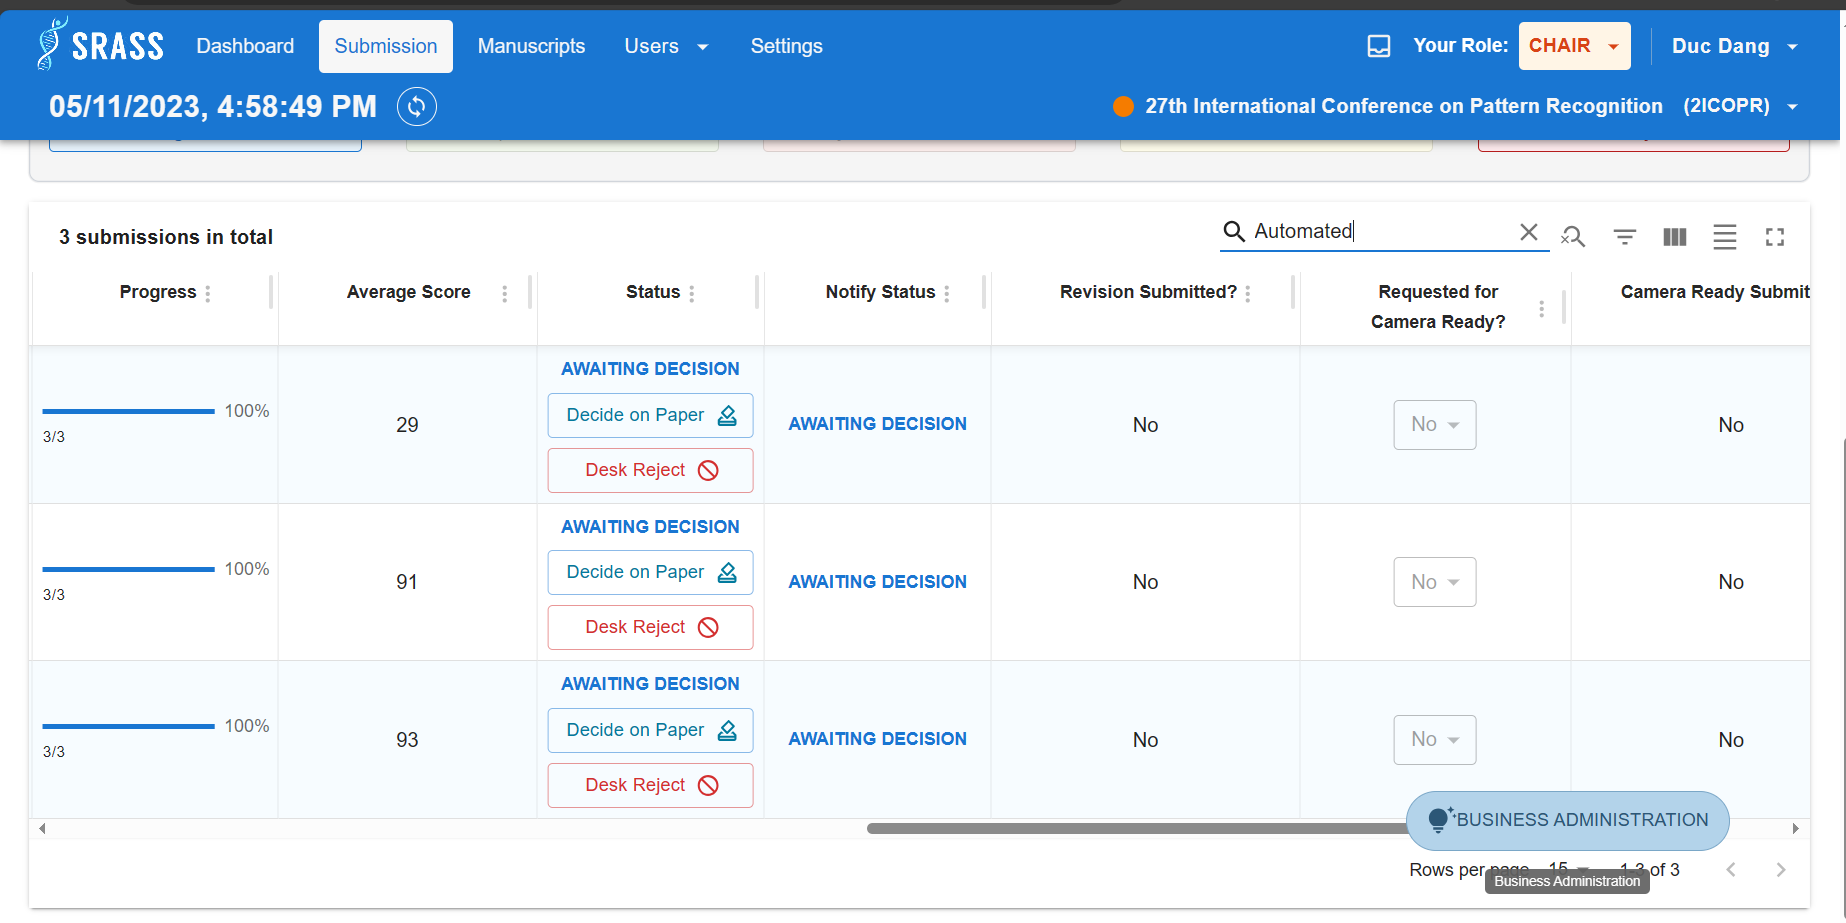 SRASS
Dashboard
Submission
Manuscripts
Users
Settings
Your Role:
CHAIR
Duc Dang
05/11/2023, 4:58:49 PM
27th International Conference on Pattern Recognition (2ICOPR)
3 submissions in total
Automated
Progress
Average Score
Status
Notify Status
Revision Submitted?
Requested for
Camera Ready?
Camera Ready Submit
100%
3/3
29
AWAITING DECISION
Decide on Paper
Desk Reject
AWAITING DECISION
No
No
No
100%
3/3
91
AWAITING DECISION
Decide on Paper
Desk Reject
AWAITING DECISION
No
No
No
100%
3/3
93
AWAITING DECISION
Decide on Paper
Desk Reject
AWAITING DECISION
No
No
No
BUSINESS ADMINISTRATION
Rows per page 15 1-3 of 3
Business Administration